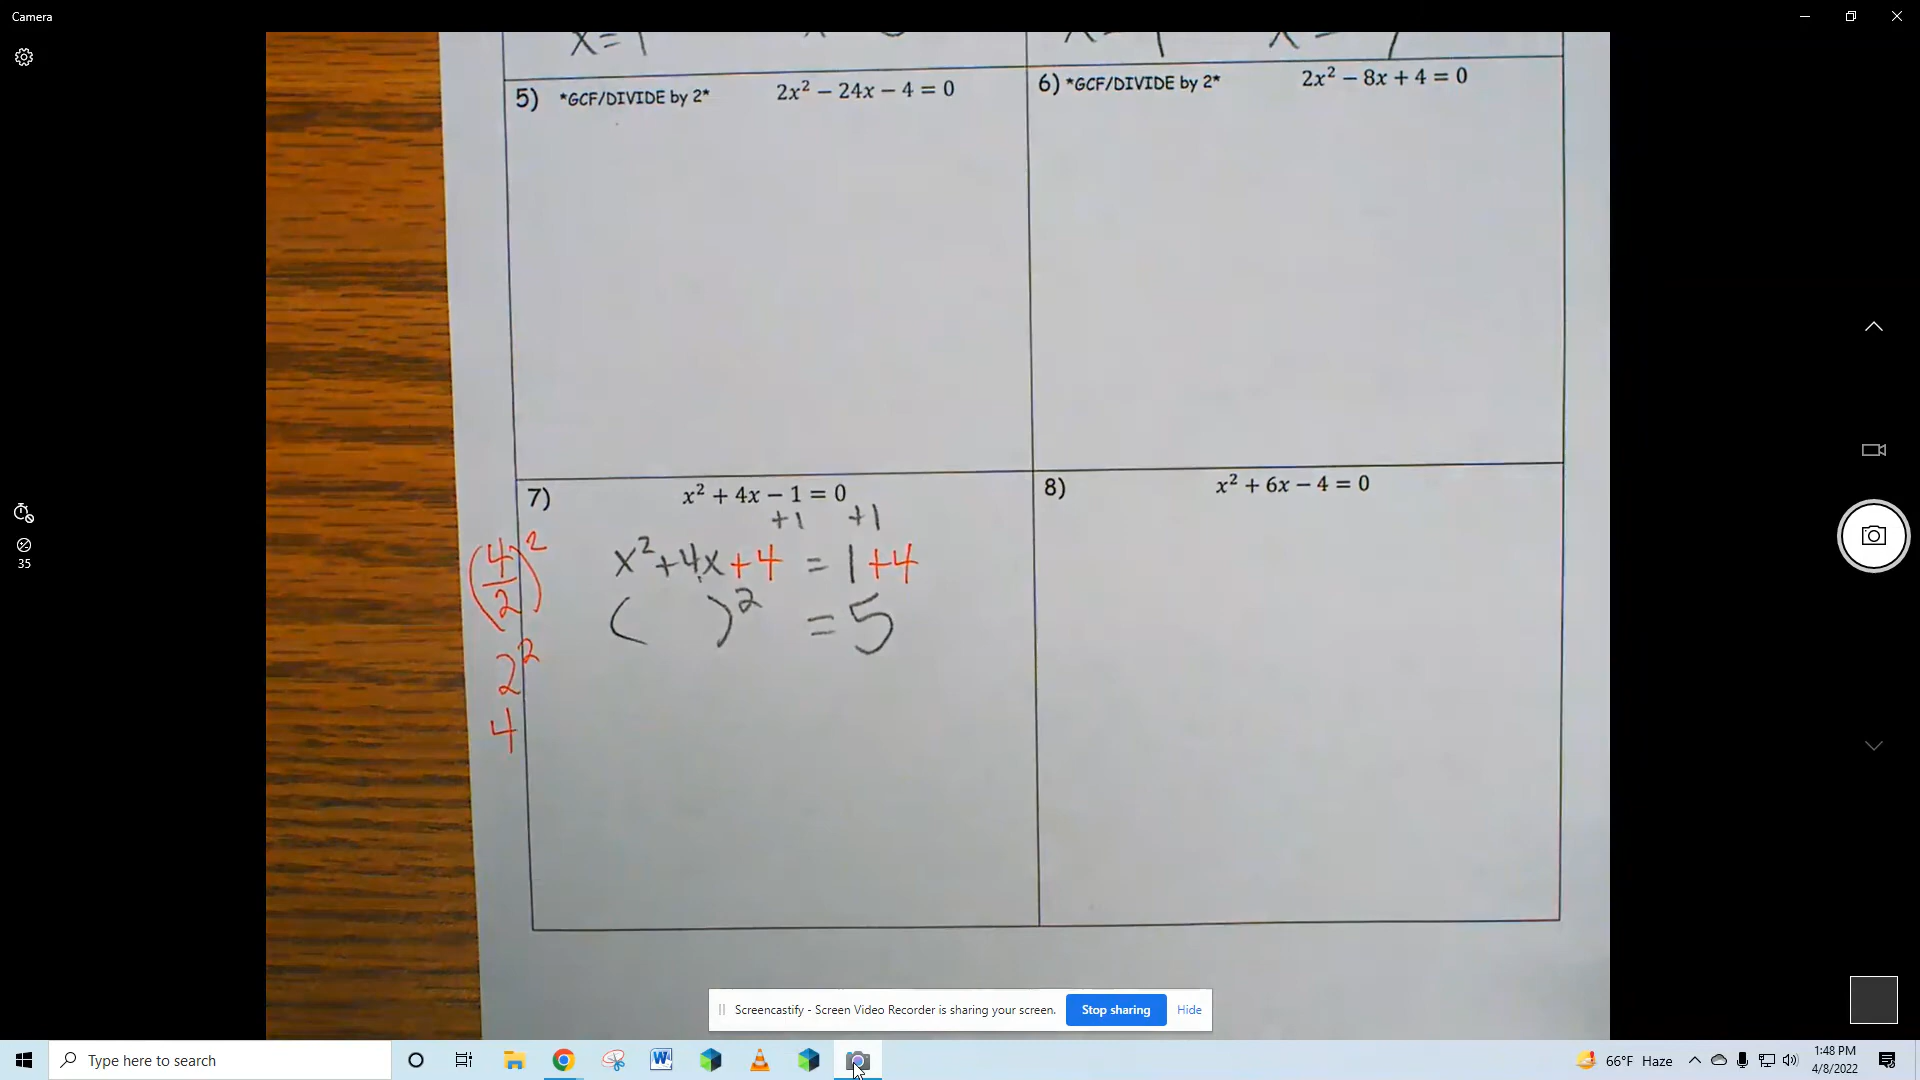 Camera
x=1
5) *GCF/DIVIDE by 2* 2x² − 24x − 4 = 0
6) *GCF/DIVIDE by 2* 2x² − 8x + 4 = 0
7) x² + 4x − 1 = 0
+1 +1
x²+4x+4 = 1+4
( )² = 5
(4/2)²
2²
4
8) x² + 6x − 4 = 0
35
Screencastify - Screen Video Recorder is sharing your screen. Stop sharing Hide
Type here to search
66°F Haze
1:48 PM
4/8/2022